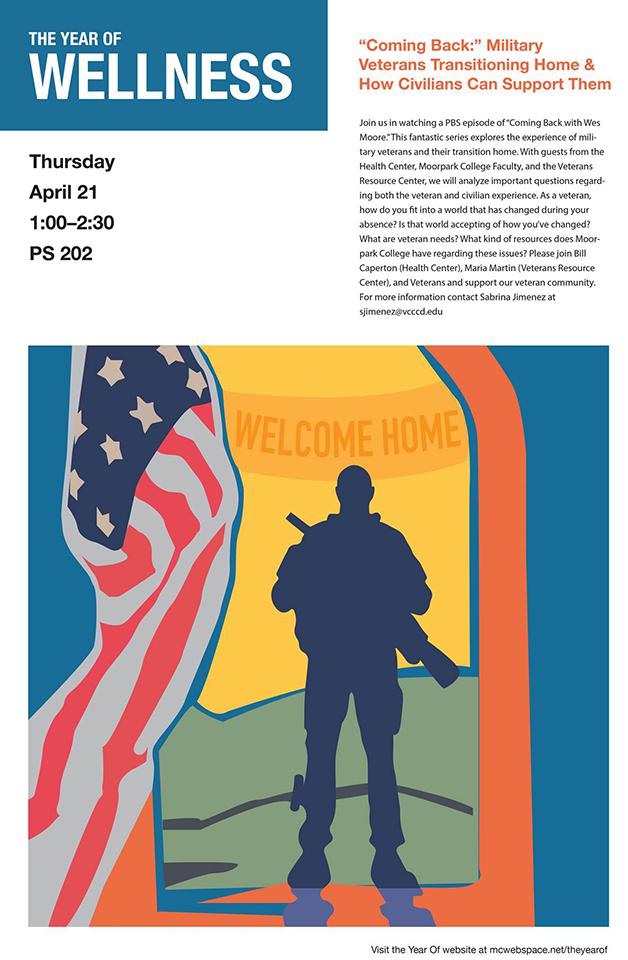 THE YEAR OF
WELLNESS
Thursday
April 21
1:00–2:30
PS 202
“Coming Back:” Military
Veterans Transitioning Home &
How Civilians Can Support Them
Join us in watching a PBS episode of “Coming Back with Wes
Moore.” This fantastic series explores the experience of mili-
tary veterans and their transition home. With guests from the
Health Center, Moorpark College Faculty, and the Veterans
Resource Center, we will analyze important questions regard-
ing both the veteran and civilian experience. As a veteran,
how do you fit into a world that has changed during your
absence? Is that world accepting of how you’ve changed?
What are veteran needs? What kind of resources does Moor-
park College have regarding these issues? Please join Bill
Caperton (Health Center), Maria Martin (Veterans Resource
Center), and Veterans and support our veteran community.
For more information contact Sabrina Jimenez at
sjimenez@vcccd.edu
WELCOME HOME
Visit the Year Of website at mcwebspace.net/theyearof